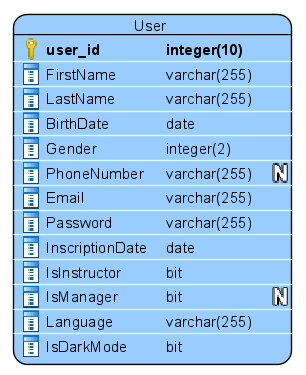 User
user_id integer(10)
FirstName varchar(255)
LastName varchar(255)
BirthDate date
Gender integer(2)
PhoneNumber varchar(255) N
Email varchar(255)
Password varchar(255)
InscriptionDate date
IsInstructor bit
IsManager bit N
Language varchar(255)
IsDarkMode bit